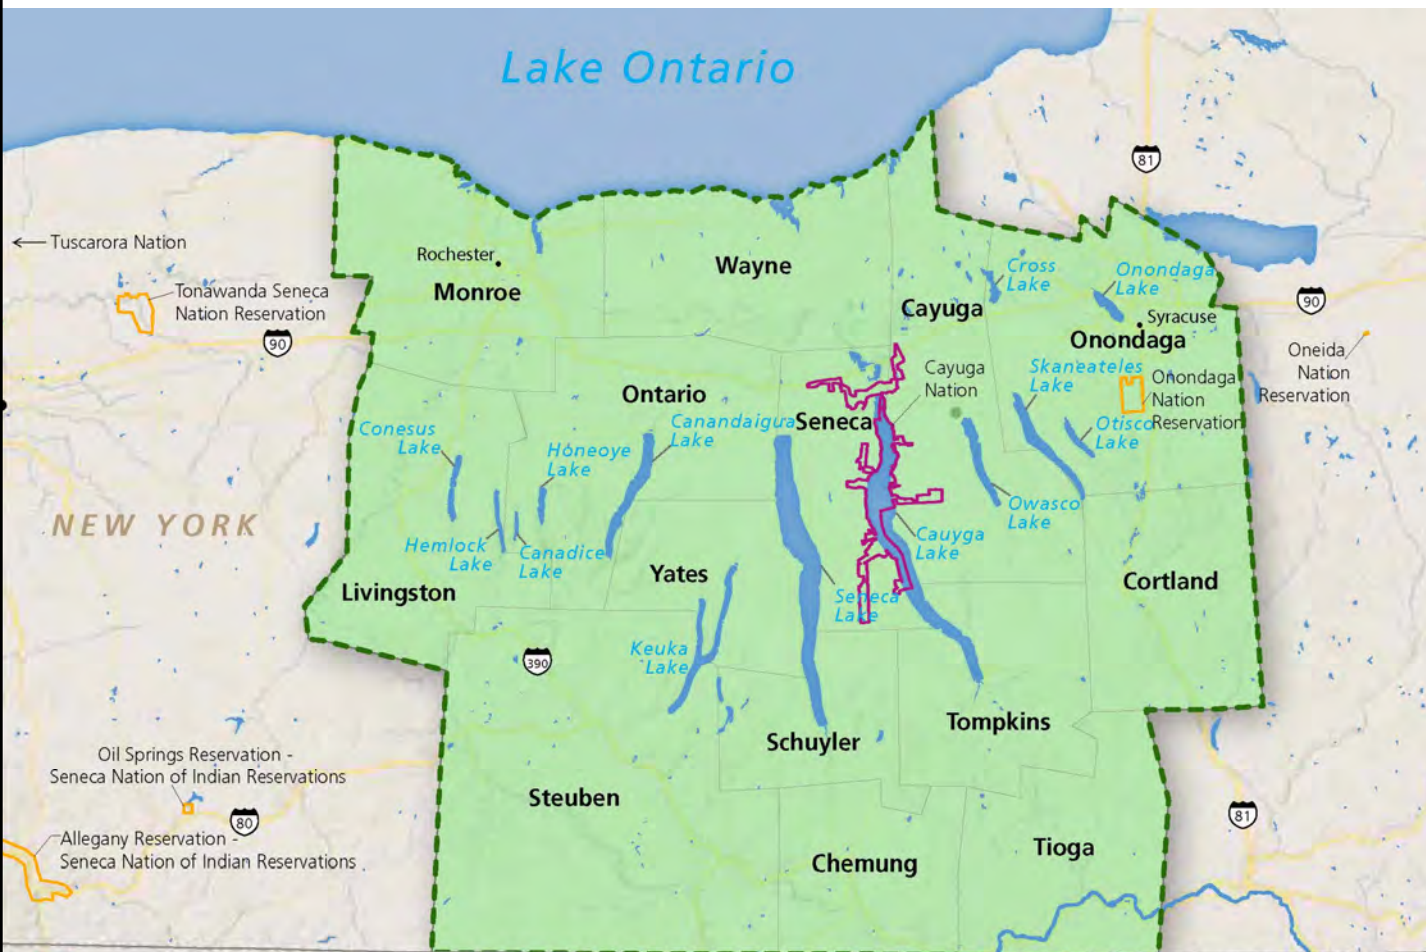 Lake Ontario
81
Tuscarora Nation
Rochester
Wayne
Cross
Lake
Onondaga
Lake
Tonawanda Seneca
Nation Reservation
Monroe
Cayuga
90
Syracuse
90
Onondaga
Oneida
Nation
Reservation
Cayuga
Nation
Skaneateles
Lake
Onondaga
Nation
Reservation
Ontario
Seneca
Canandaigua
Lake
Conesus
Lake
Honeoye
Lake
Otisco
Lake
NEW YORK
Owasco
Lake
Hemlock
Lake
Canadice
Lake
Cauyga
Lake
Livingston
Yates
Seneca
Lake
Cortland
Keuka
Lake
390
Tompkins
Schuyler
Oil Springs Reservation -
Seneca Nation of Indian Reservations
Steuben
80
81
Allegany Reservation -
Seneca Nation of Indian Reservations
Chemung
Tioga